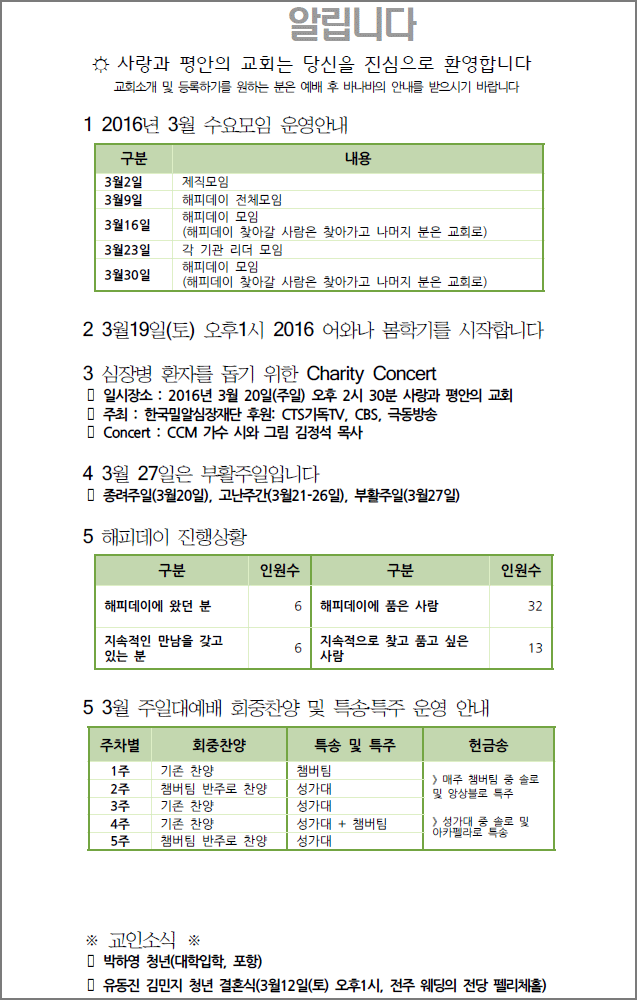 알립니다
☼ 사랑과 평안의 교회는 당신을 진심으로 환영합니다
교회소개 및 등록하기를 원하는 분은 예배 후 바나바의 안내를 받으시기 바랍니다
1 2016년 3월 수요모임 운영안내
구분 내용
3월2일 제직모임
3월9일 해피데이 전체모임
3월16일 해피데이 모임
(해피데이 찾아갈 사람은 찾아가고 나머지 분은 교회로)
3월23일 각 기관 리더 모임
3월30일 해피데이 모임
(해피데이 찾아갈 사람은 찾아가고 나머지 분은 교회로)
2 3월19일(토) 오후1시 2016 어와나 봄학기를 시작합니다
3 심장병 환자를 돕기 위한 Charity Concert
▯ 일시장소 : 2016년 3월 20일(주일) 오후 2시 30분 사랑과 평안의 교회
▯ 주최 : 한국밀알심장재단 후원: CTS기독TV, CBS, 극동방송
▯ Concert : CCM 가수 시와 그림 김정석 목사
4 3월 27일은 부활주일입니다
▯ 종려주일(3월20일), 고난주간(3월21-26일), 부활주일(3월27일)
5 해피데이 진행상황
구분 인원수 구분 인원수
해피데이에 왔던 분 6 해피데이에 품은 사람 32
지속적인 만남을 갖고
있는 분 6 지속적으로 찾고 품고 싶은
사람 13
5 3월 주일대예배 회중찬양 및 특송·특주 운영 안내
주차별 회중찬양 특송 및 특주 헌금송
1주 기존 찬양 챔버팀
2주 챔버팀 반주로 찬양 성가대
3주 기존 찬양 성가대
4주 기존 찬양 성가대 + 챔버팀
5주 챔버팀 반주로 찬양 성가대
》매주 챔버팀 중 솔로
및 앙상블로 특주
》성가대 중 솔로 및
아카펠라로 특송
※ 교인소식 ※
▯ 박하영 청년(대학입학, 포항)
▯ 유동진 김민지 청년 결혼식(3월12일(토) 오후1시, 전주 웨딩의 전당 펠리체홀)